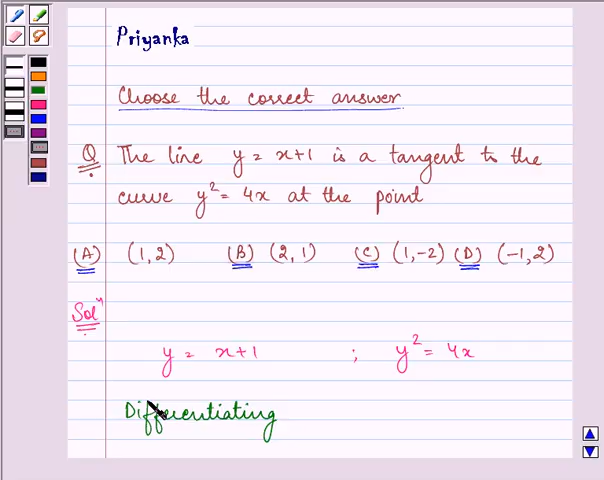 Priyanka
Choose the correct answer
Q The line y = x+1 is a tangent to the
curve y² = 4x at the point
(A) (1,2) (B) (2,1) (C) (1,-2) (D) (-1,2)
Solⁿ
y = x+1 ; y² = 4x
Differentiating